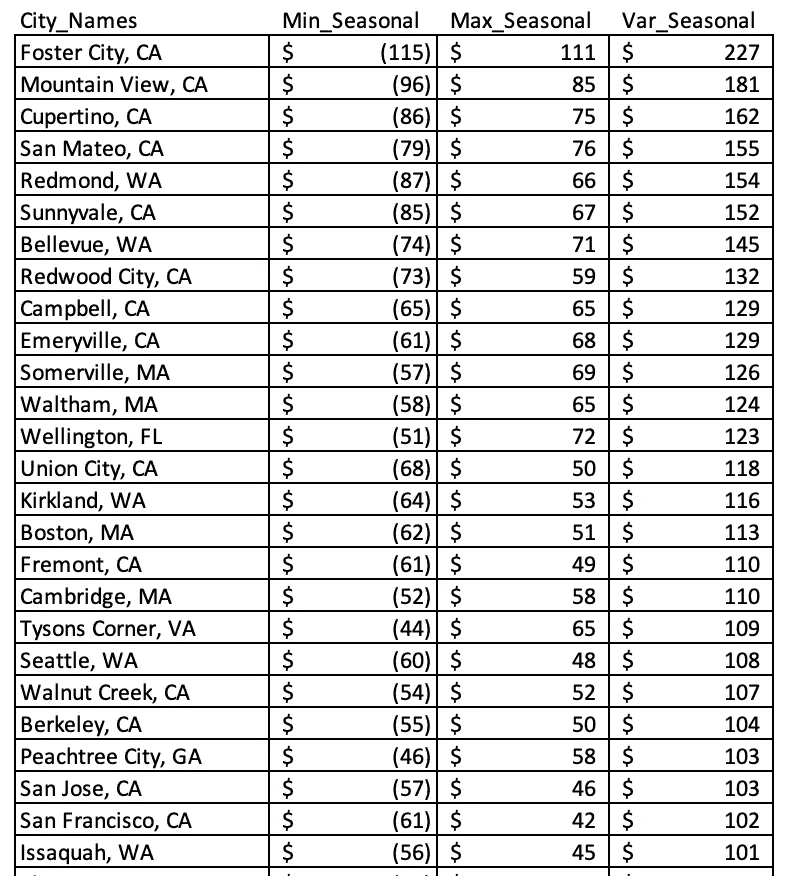 City_Names Min_Seasonal Max_Seasonal Var_Seasonal
Foster City, CA $ (115) $ 111 $ 227
Mountain View, CA $ (96) $ 85 $ 181
Cupertino, CA $ (86) $ 75 $ 162
San Mateo, CA $ (79) $ 76 $ 155
Redmond, WA $ (87) $ 66 $ 154
Sunnyvale, CA $ (85) $ 67 $ 152
Bellevue, WA $ (74) $ 71 $ 145
Redwood City, CA $ (73) $ 59 $ 132
Campbell, CA $ (65) $ 65 $ 129
Emeryville, CA $ (61) $ 68 $ 129
Somerville, MA $ (57) $ 69 $ 126
Waltham, MA $ (58) $ 65 $ 124
Wellington, FL $ (51) $ 72 $ 123
Union City, CA $ (68) $ 50 $ 118
Kirkland, WA $ (64) $ 53 $ 116
Boston, MA $ (62) $ 51 $ 113
Fremont, CA $ (61) $ 49 $ 110
Cambridge, MA $ (52) $ 58 $ 110
Tysons Corner, VA $ (44) $ 65 $ 109
Seattle, WA $ (60) $ 48 $ 108
Walnut Creek, CA $ (54) $ 52 $ 107
Berkeley, CA $ (55) $ 50 $ 104
Peachtree City, GA $ (46) $ 58 $ 103
San Jose, CA $ (57) $ 46 $ 103
San Francisco, CA $ (61) $ 42 $ 102
Issaquah, WA $ (56) $ 45 $ 101